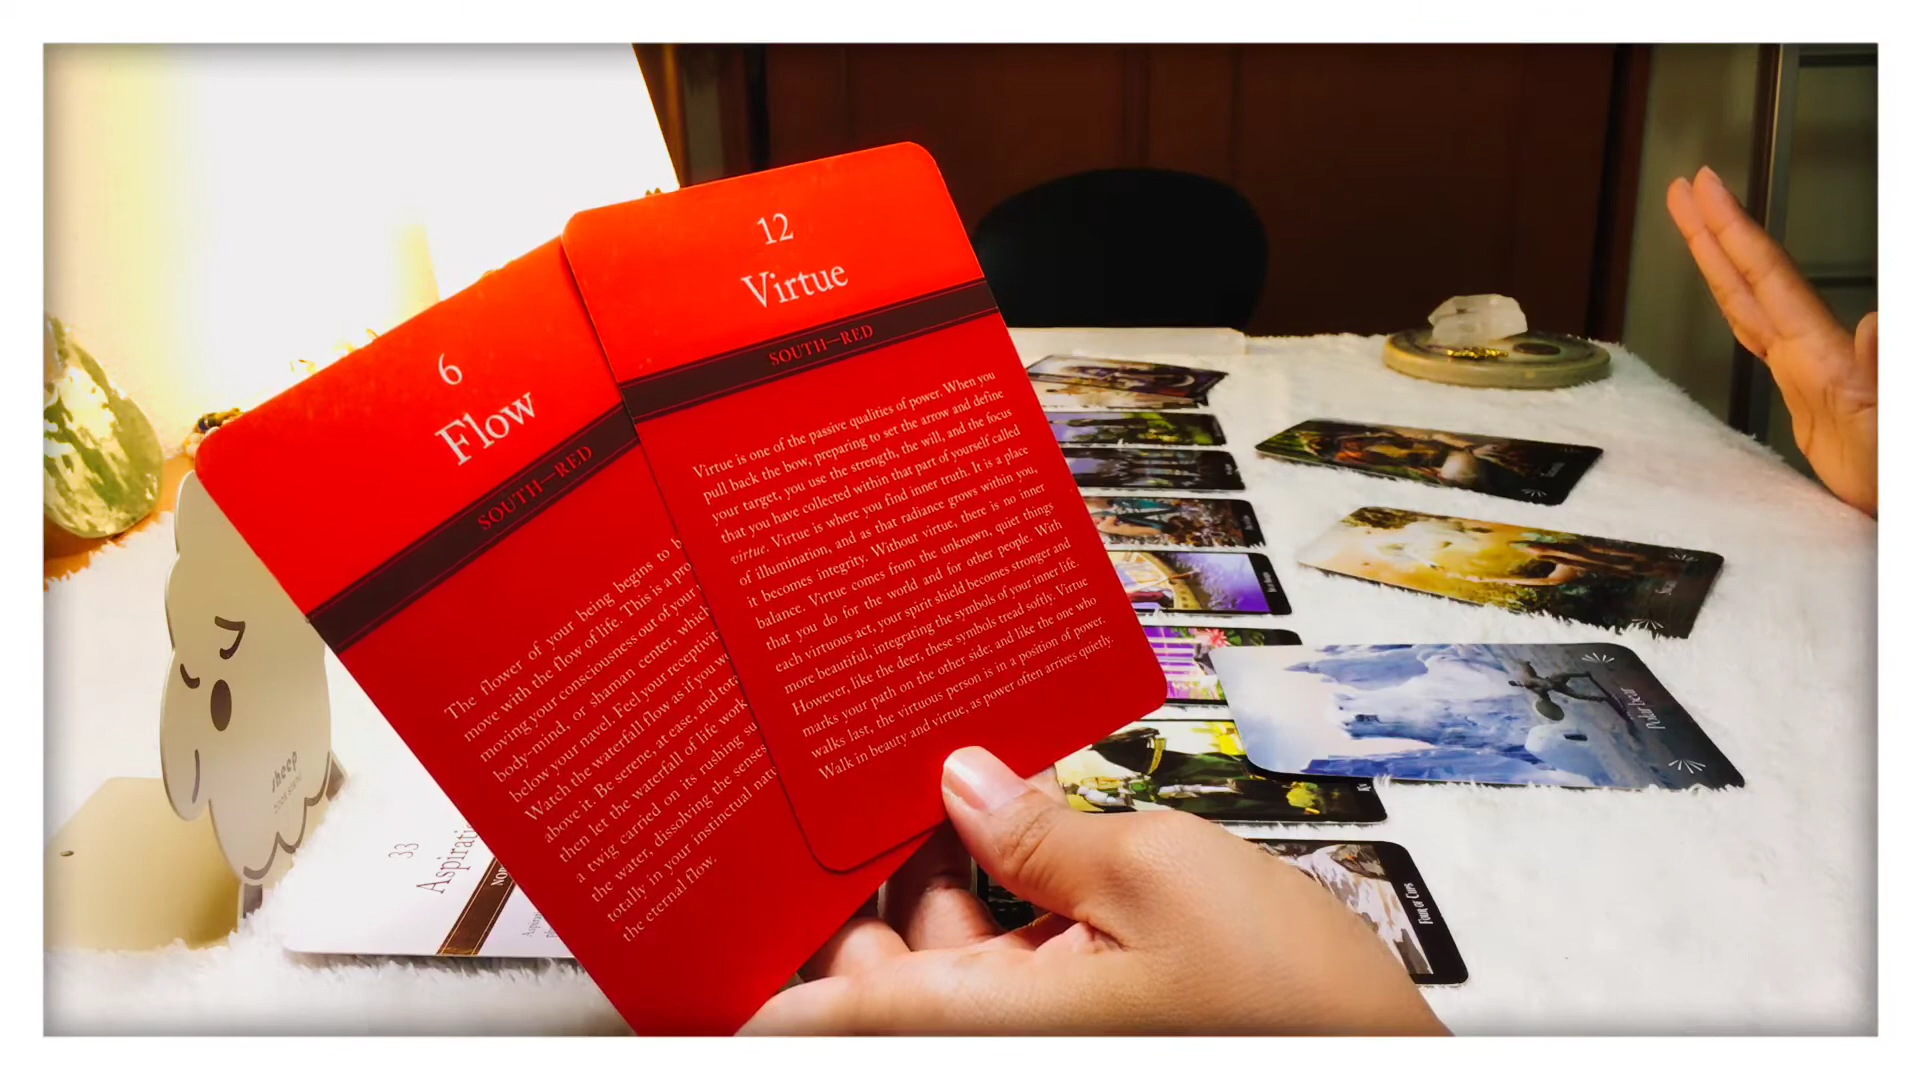 6
Flow
SOUTH—RED
The flower of your being begins to
move with the flow of life. This is a
moving your consciousness out of your
body-mind, or shaman center, which
below your navel. Feel your receptivity
Watch the waterfall flow as if you
above it. Be serene, at ease, and
then let the waterfall of life work
a twig carried on its rushing
the water, dissolving the senses
totally in your instinctual
the eternal flow.
12
Virtue
SOUTH—RED
Virtue is one of the passive qualities of power. When you
pull back the bow, preparing to set the arrow and define
your target, you use the strength, the will, and the focus
that you have collected within that part of yourself called
virtue. Virtue is where you find inner truth. It is a place
of illumination, and as that radiance grows within you,
it becomes integrity. Without virtue, there is no inner
balance. Virtue comes from the unknown, quiet things
that you do for the world and for other people. With
each virtuous act, your spirit shield becomes stronger and
more beautiful, integrating the symbols of your inner life.
However, like the deer, these symbols tread softly. Virtue
marks your path on the other side; and like the one who
walks last, the virtuous person is in a position of power.
Walk in beauty and virtue, as power often arrives quietly.
33
Aspirati
NOR
sheep
Polar bear
Four of Cups